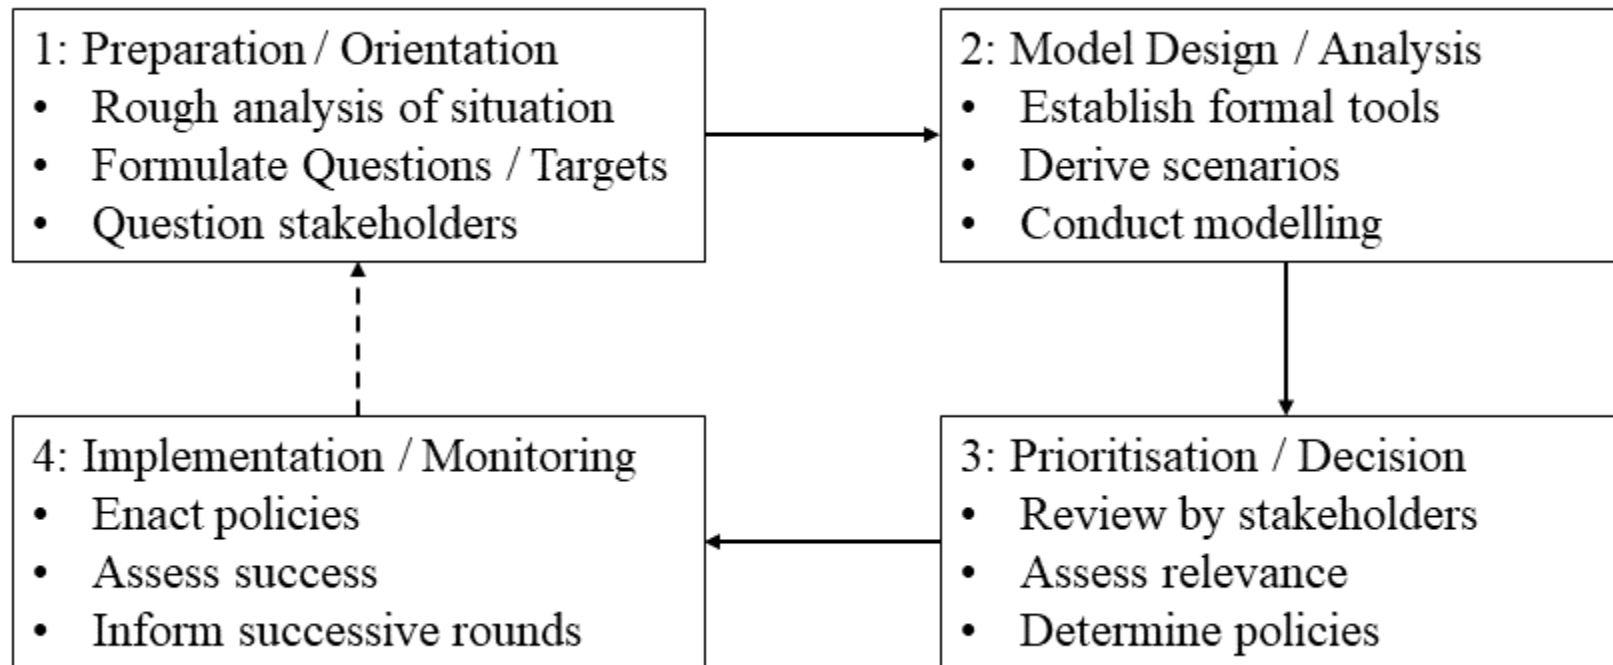 1: Preparation / Orientation
• Rough analysis of situation
• Formulate Questions / Targets
• Question stakeholders
2: Model Design / Analysis
• Establish formal tools
• Derive scenarios
• Conduct modelling
3: Prioritisation / Decision
• Review by stakeholders
• Assess relevance
• Determine policies
4: Implementation / Monitoring
• Enact policies
• Assess success
• Inform successive rounds